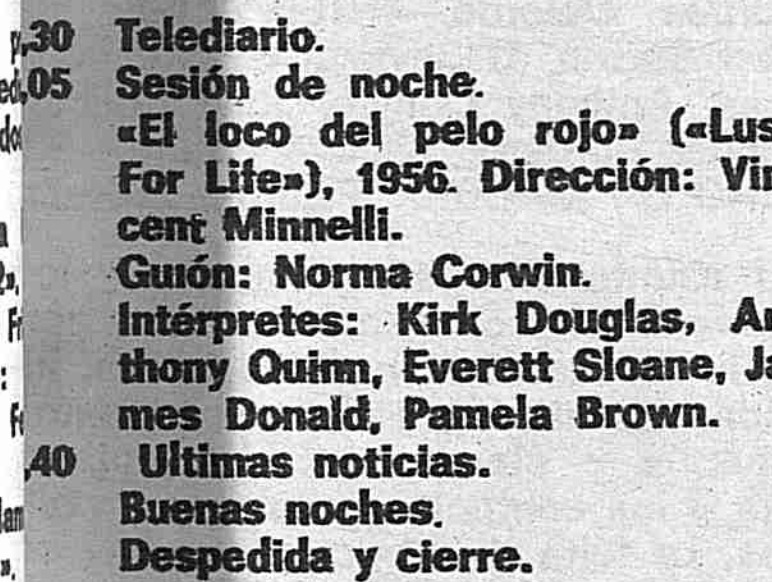 ,30 Telediario.
,05 Sesión de noche.
«El loco del pelo rojo» («Lus
For Life»), 1956. Dirección: Vin
cent Minnelli.
Guión: Norma Corwin.
Intérpretes: Kirk Douglas, An
thony Quinn, Everett Sloane, Ja
mes Donald, Pamela Brown.
,40 Ultimas noticias.
Buenas noches.
Despedida y cierre.